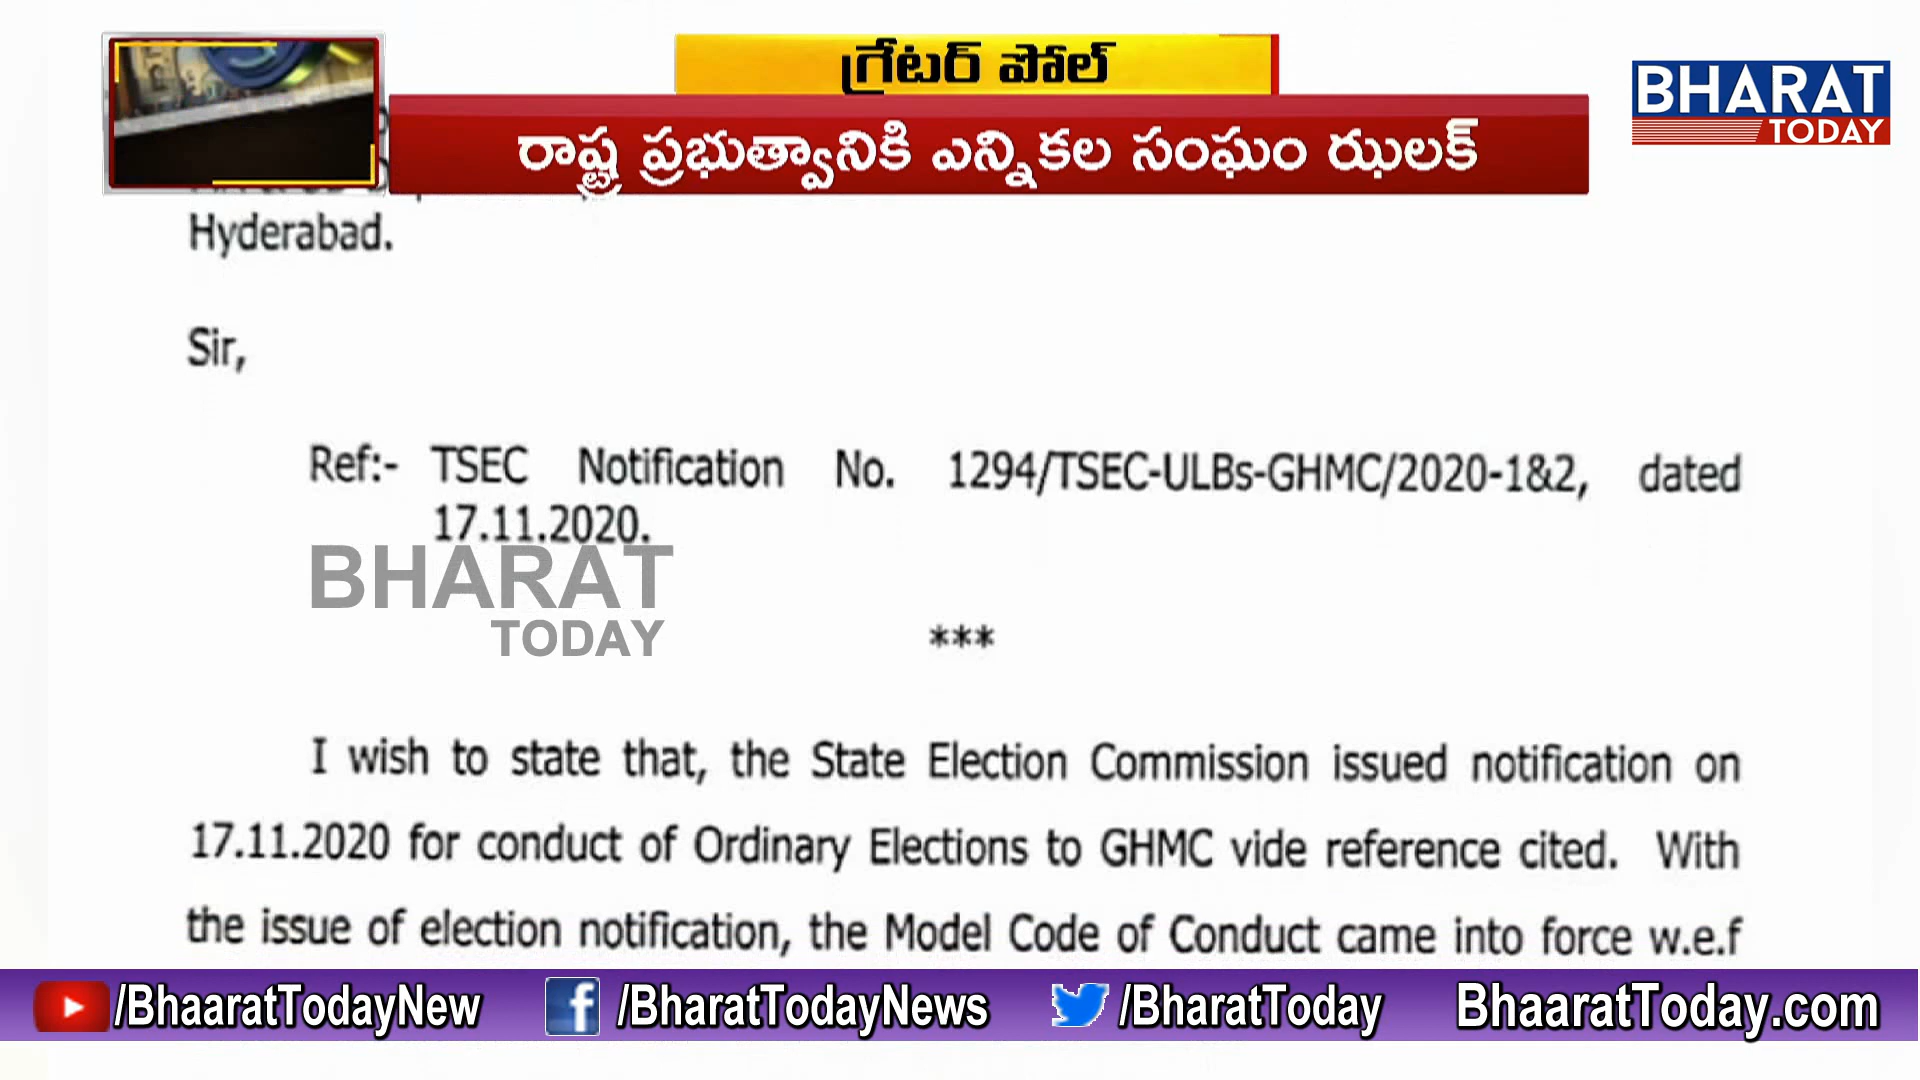 గ్రేటర్ పోల్
రాష్ట్ర ప్రభుత్వానికి ఎన్నికల సంఘం ఝలక్
BHARAT
TODAY
Hyderabad.
Sir,
Ref:- TSEC Notification No. 1294/TSEC-ULBs-GHMC/2020-1&2, dated
17.11.2020.
BHARAT
TODAY
***
I wish to state that, the State Election Commission issued notification on
17.11.2020 for conduct of Ordinary Elections to GHMC vide reference cited. With
the issue of election notification, the Model Code of Conduct came into force w.e.f
/BhaaratTodayNew /BharatTodayNews /BharatToday BhaaratToday.com